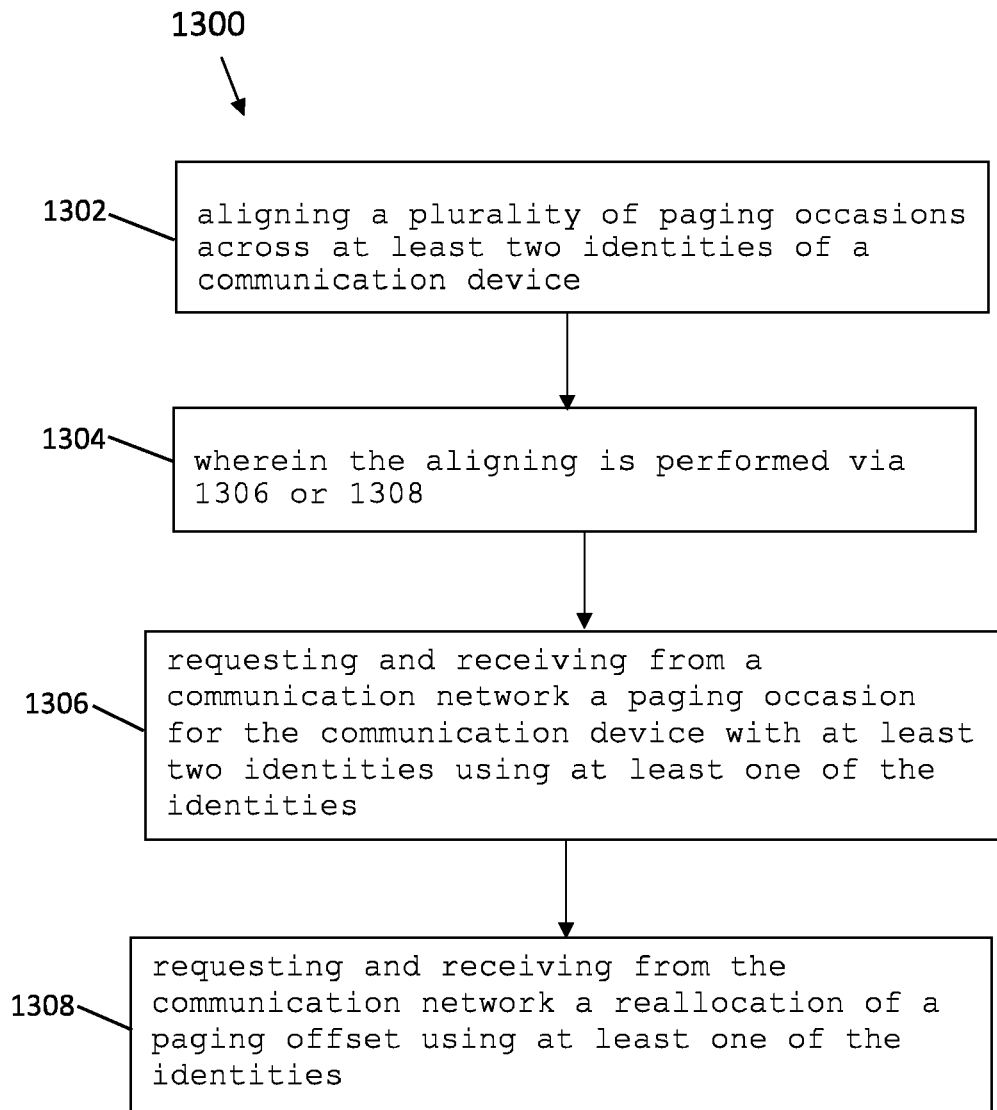 1300
1302
aligning a plurality of paging occasions
across at least two identities of a
communication device
1304
wherein the aligning is performed via
1306 or 1308
1306
requesting and receiving from a
communication network a paging occasion
for the communication device with at least
two identities using at least one of the
identities
1308
requesting and receiving from the
communication network a reallocation of a
paging offset using at least one of the
identities